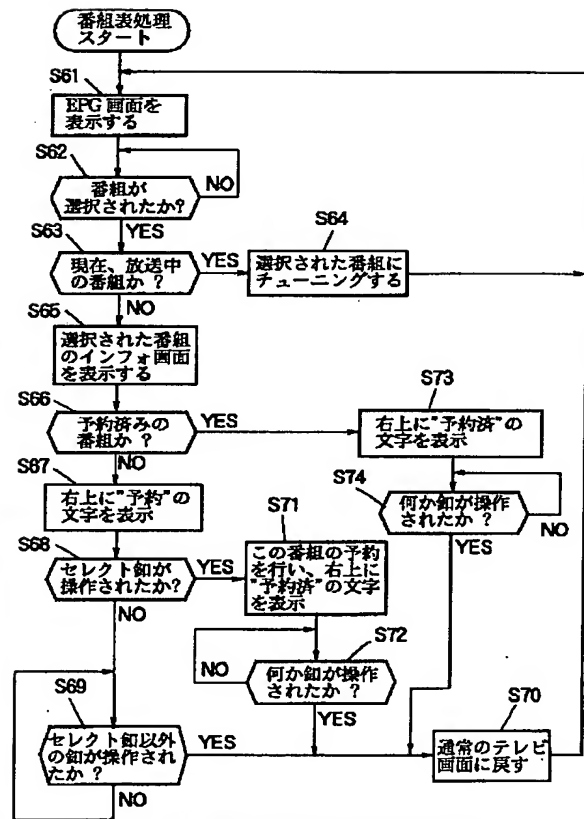 番組表処理
スタート
S61
EPG 画面を
表示する
S62
番組が
選択されたか?
NO
YES
S63
現在、放送中
の番組か ?
YES
NO
S64
選択された番組に
チューニングする
S65
選択された番組
のインフォ画面
を表示する
S66
予約済みの
番組か ?
YES
NO
S73
右上に"予約済"の
文字を表示
S74
何か釦が操作
されたか ?
NO
YES
S67
右上に"予約"の
文字を表示
S68
セレクト釦が
操作されたか?
YES
NO
S71
この番組の予約
を行い、右上に
"予約済"の文字
を表示
S72
何か釦が操作
されたか ?
NO
YES
S69
セレクト釦以外
の釦が操作され
たか ?
YES
NO
S70
通常のテレビ
画面に戻す